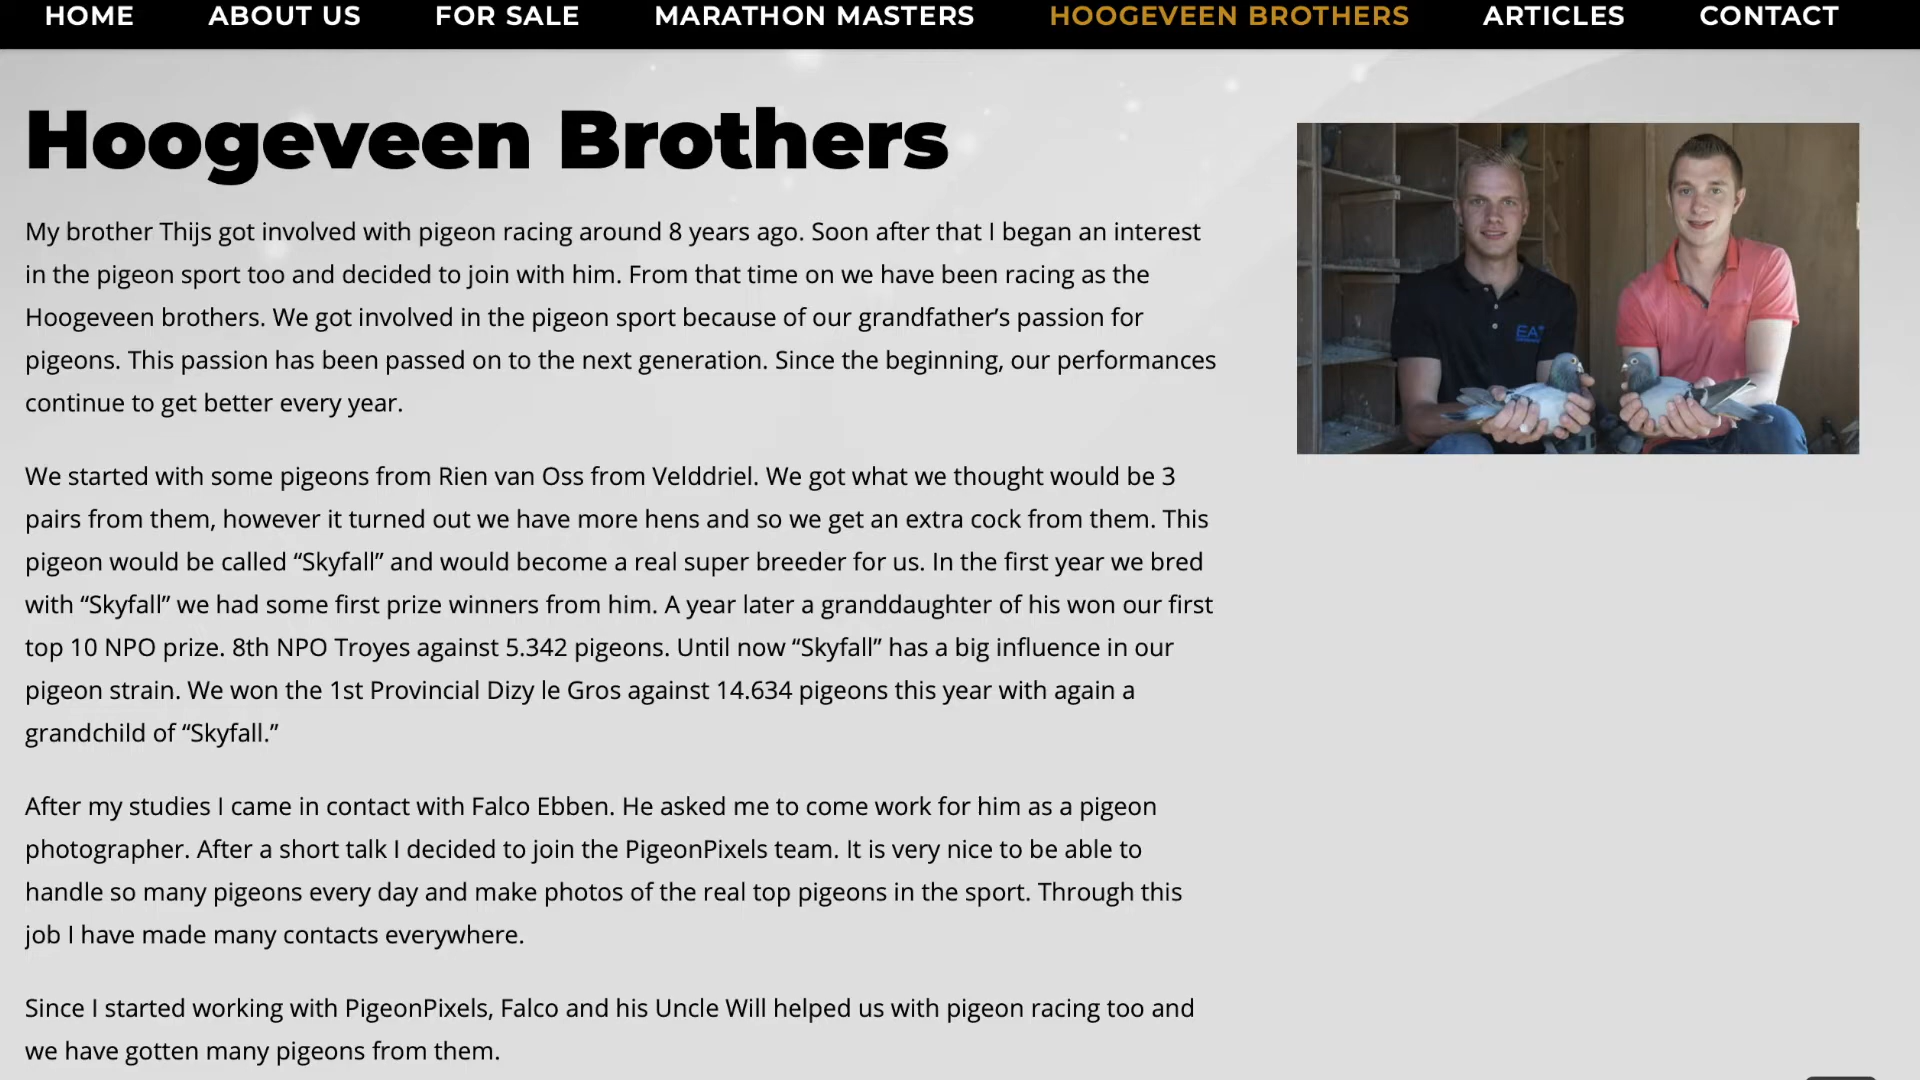 HOME ABOUT US FOR SALE MARATHON MASTERS HOOGEVEEN BROTHERS ARTICLES CONTACT
Hoogeveen Brothers
My brother Thijs got involved with pigeon racing around 8 years ago. Soon after that I began an interest
in the pigeon sport too and decided to join with him. From that time on we have been racing as the
Hoogeveen brothers. We got involved in the pigeon sport because of our grandfather’s passion for
pigeons. This passion has been passed on to the next generation. Since the beginning, our performances
continue to get better every year.
We started with some pigeons from Rien van Oss from Velddriel. We got what we thought would be 3
pairs from them, however it turned out we have more hens and so we get an extra cock from them. This
pigeon would be called “Skyfall” and would become a real super breeder for us. In the first year we bred
with “Skyfall” we had some first prize winners from him. A year later a granddaughter of his won our first
top 10 NPO prize. 8th NPO Troyes against 5.342 pigeons. Until now “Skyfall” has a big influence in our
pigeon strain. We won the 1st Provincial Dizy le Gros against 14.634 pigeons this year with again a
grandchild of “Skyfall.”
After my studies I came in contact with Falco Ebben. He asked me to come work for him as a pigeon
photographer. After a short talk I decided to join the PigeonPixels team. It is very nice to be able to
handle so many pigeons every day and make photos of the real top pigeons in the sport. Through this
job I have made many contacts everywhere.
Since I started working with PigeonPixels, Falco and his Uncle Will helped us with pigeon racing too and
we have gotten many pigeons from them.
EA